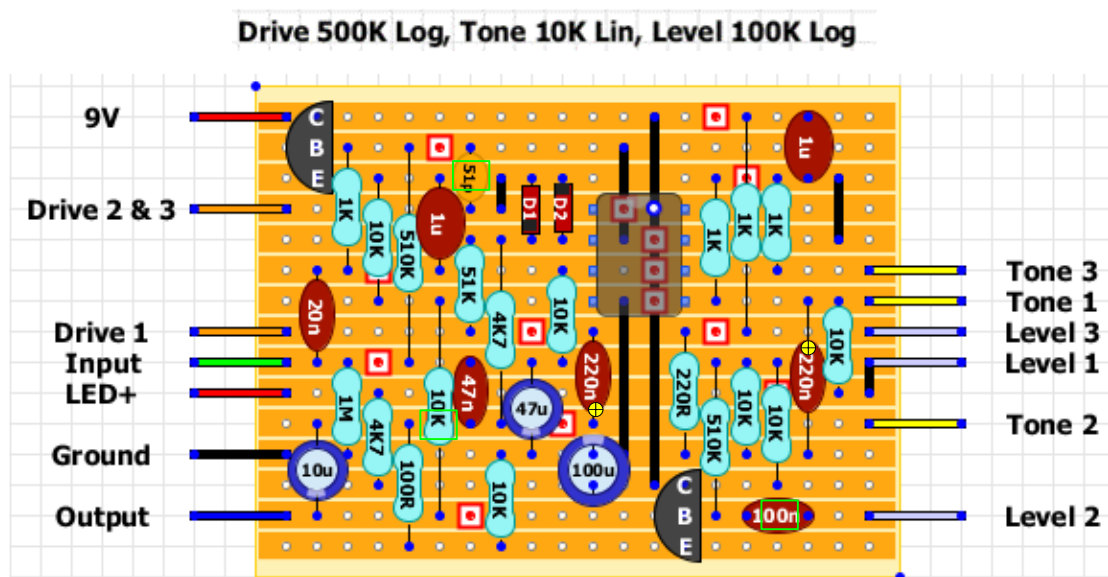 Drive 500K Log, Tone 10K Lin, Level 100K Log
9V
C
B
E
1u
51p
1K
10K
510K
1u
D1
D2
1K
1K
1K
Drive 2 & 3
51K
Tone 3
20n
4K7
10K
Tone 1
Drive 1
10K
Level 3
Input
220n
220n
Level 1
LED+
1M
10K
47n
47u
220R
10K
10K
4K7
510K
Tone 2
Ground
10u
100R
10K
100u
C
B
E
100n
Output
Level 2